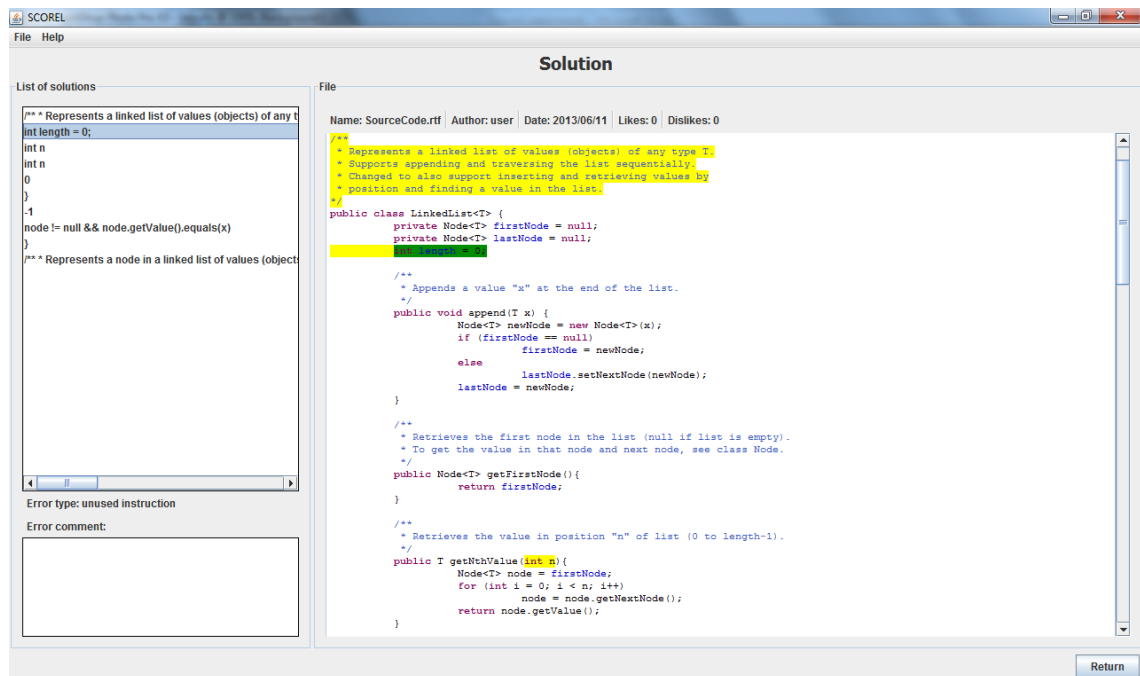 SCOREL
File Help
Solution
List of solutions
/** * Represents a linked list of values (objects) of any t
int length = 0;
int n
int n
0
}
-1
node != null && node.getValue().equals(x)
}
/** * Represents a node in a linked list of values (object
Error type: unused instruction
Error comment:
File
Name: SourceCode.rtf Author: user Date: 2013/06/11 Likes: 0 Dislikes: 0
/**
* Represents a linked list of values (objects) of any type T.
* Supports appending and traversing the list sequentially.
* Changed to also support inserting and retrieving values by
* position and finding a value in the list.
*/
public class LinkedList<T> {
private Node<T> firstNode = null;
private Node<T> lastNode = null;
int length = 0;
/**
* Appends a value "x" at the end of the list.
*/
public void append(T x) {
Node<T> newNode = new Node<T>(x);
if (firstNode == null)
firstNode = newNode;
else
lastNode.setNextNode(newNode);
lastNode = newNode;
}
/**
* Retrieves the first node in the list (null if list is empty).
* To get the value in that node and next node, see class Node.
*/
public Node<T> getFirstNode(){
return firstNode;
}
/**
* Retrieves the value in position "n" of list (0 to length-1).
*/
public T getNthValue(int n){
Node<T> node = firstNode;
for (int i = 0; i < n; i++)
node = node.getNextNode();
return node.getValue();
}
Return